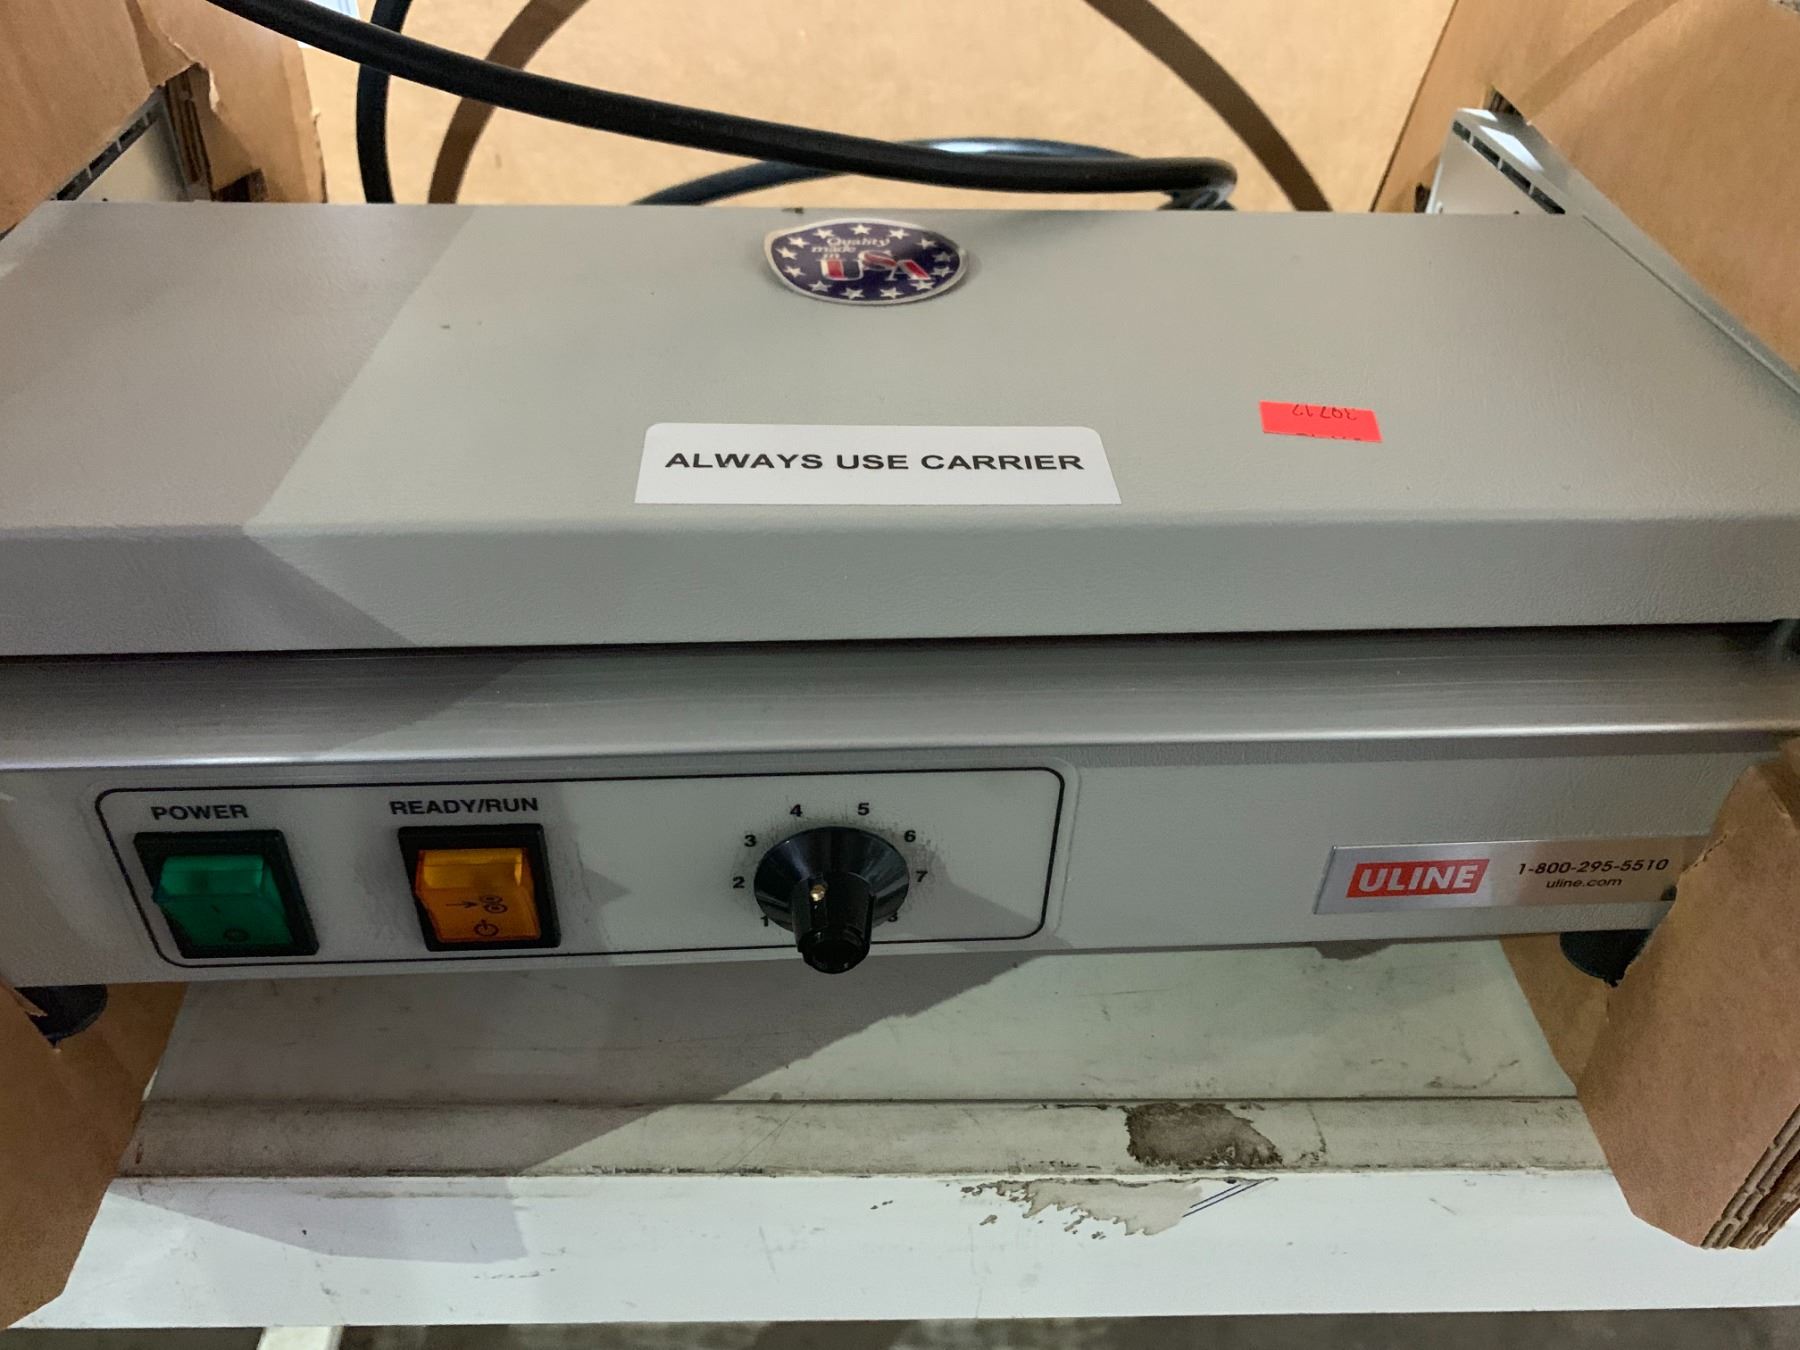 Quality
made
in
USA
ALWAYS USE CARRIER
POWER
READY/RUN
1
2
3
4
5
6
7
ULINE 1-800-295-5510
uline.com